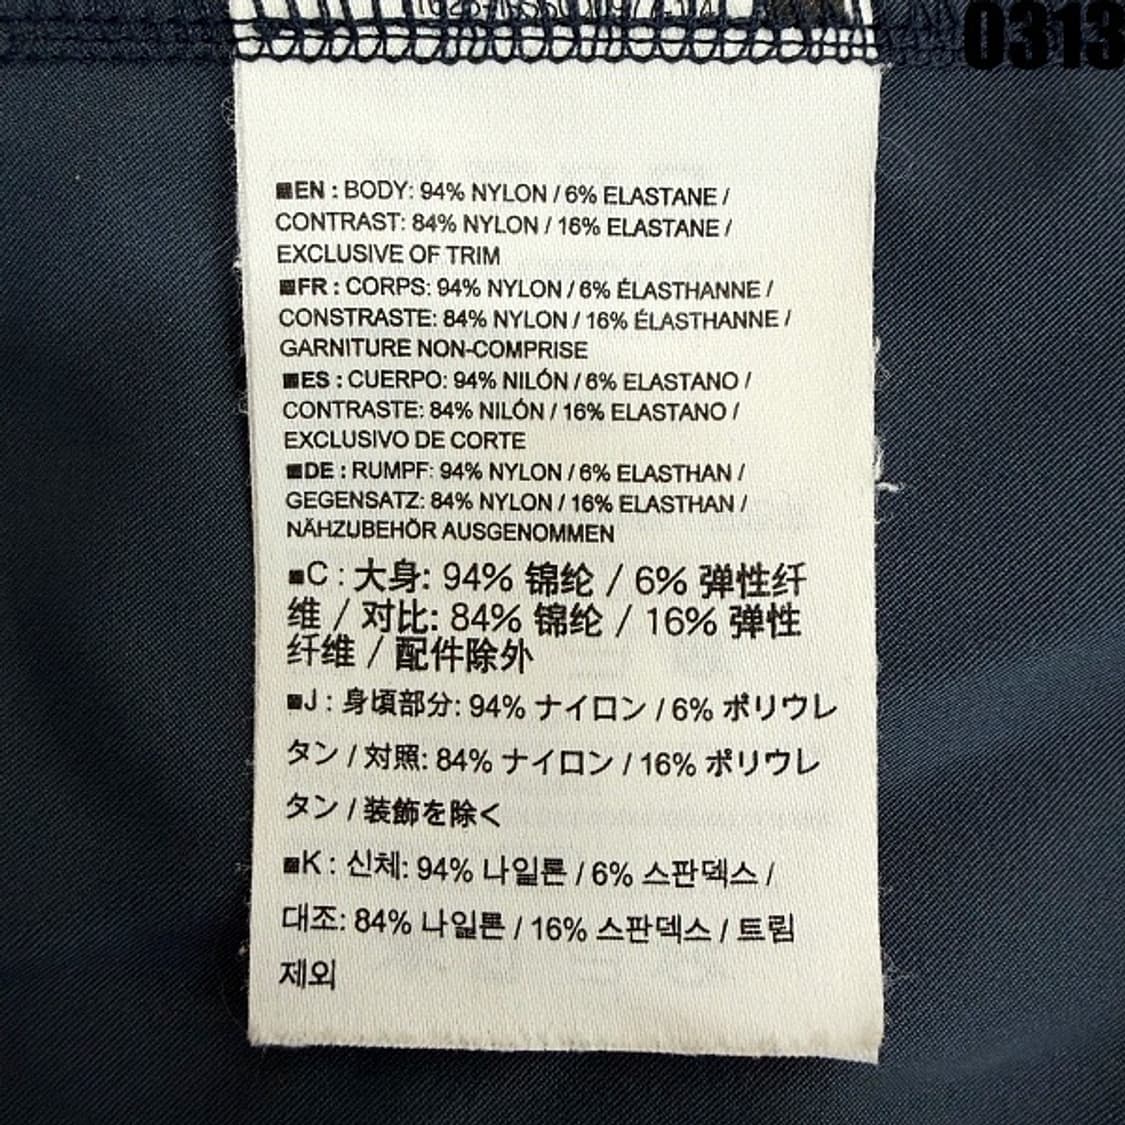 0313
■EN : BODY: 94% NYLON / 6% ELASTANE /
CONTRAST: 84% NYLON / 16% ELASTANE /
EXCLUSIVE OF TRIM
■FR : CORPS: 94% NYLON / 6% ÉLASTHANNE /
CONSTRASTE: 84% NYLON / 16% ÉLASTHANNE /
GARNITURE NON-COMPRISE
■ES : CUERPO: 94% NILÓN / 6% ELASTANO /
CONTRASTE: 84% NILÓN / 16% ELASTANO /
EXCLUSIVO DE CORTE
■DE : RUMPF: 94% NYLON / 6% ELASTHAN /
GEGENSATZ: 84% NYLON / 16% ELASTHAN /
NÄHZUBEHÖR AUSGENOMMEN
■C : 大身: 94% 锦纶 / 6% 弹性纤
维 / 对比: 84% 锦纶 / 16% 弹性
纤维 / 配件除外
■J : 身頃部分: 94% ナイロン / 6% ポリウレ
タン / 対照: 84% ナイロン / 16% ポリウレ
タン / 装飾を除く
■K : 신체: 94% 나일론 / 6% 스판덱스 /
대조: 84% 나일론 / 16% 스판덱스 / 트림
제외